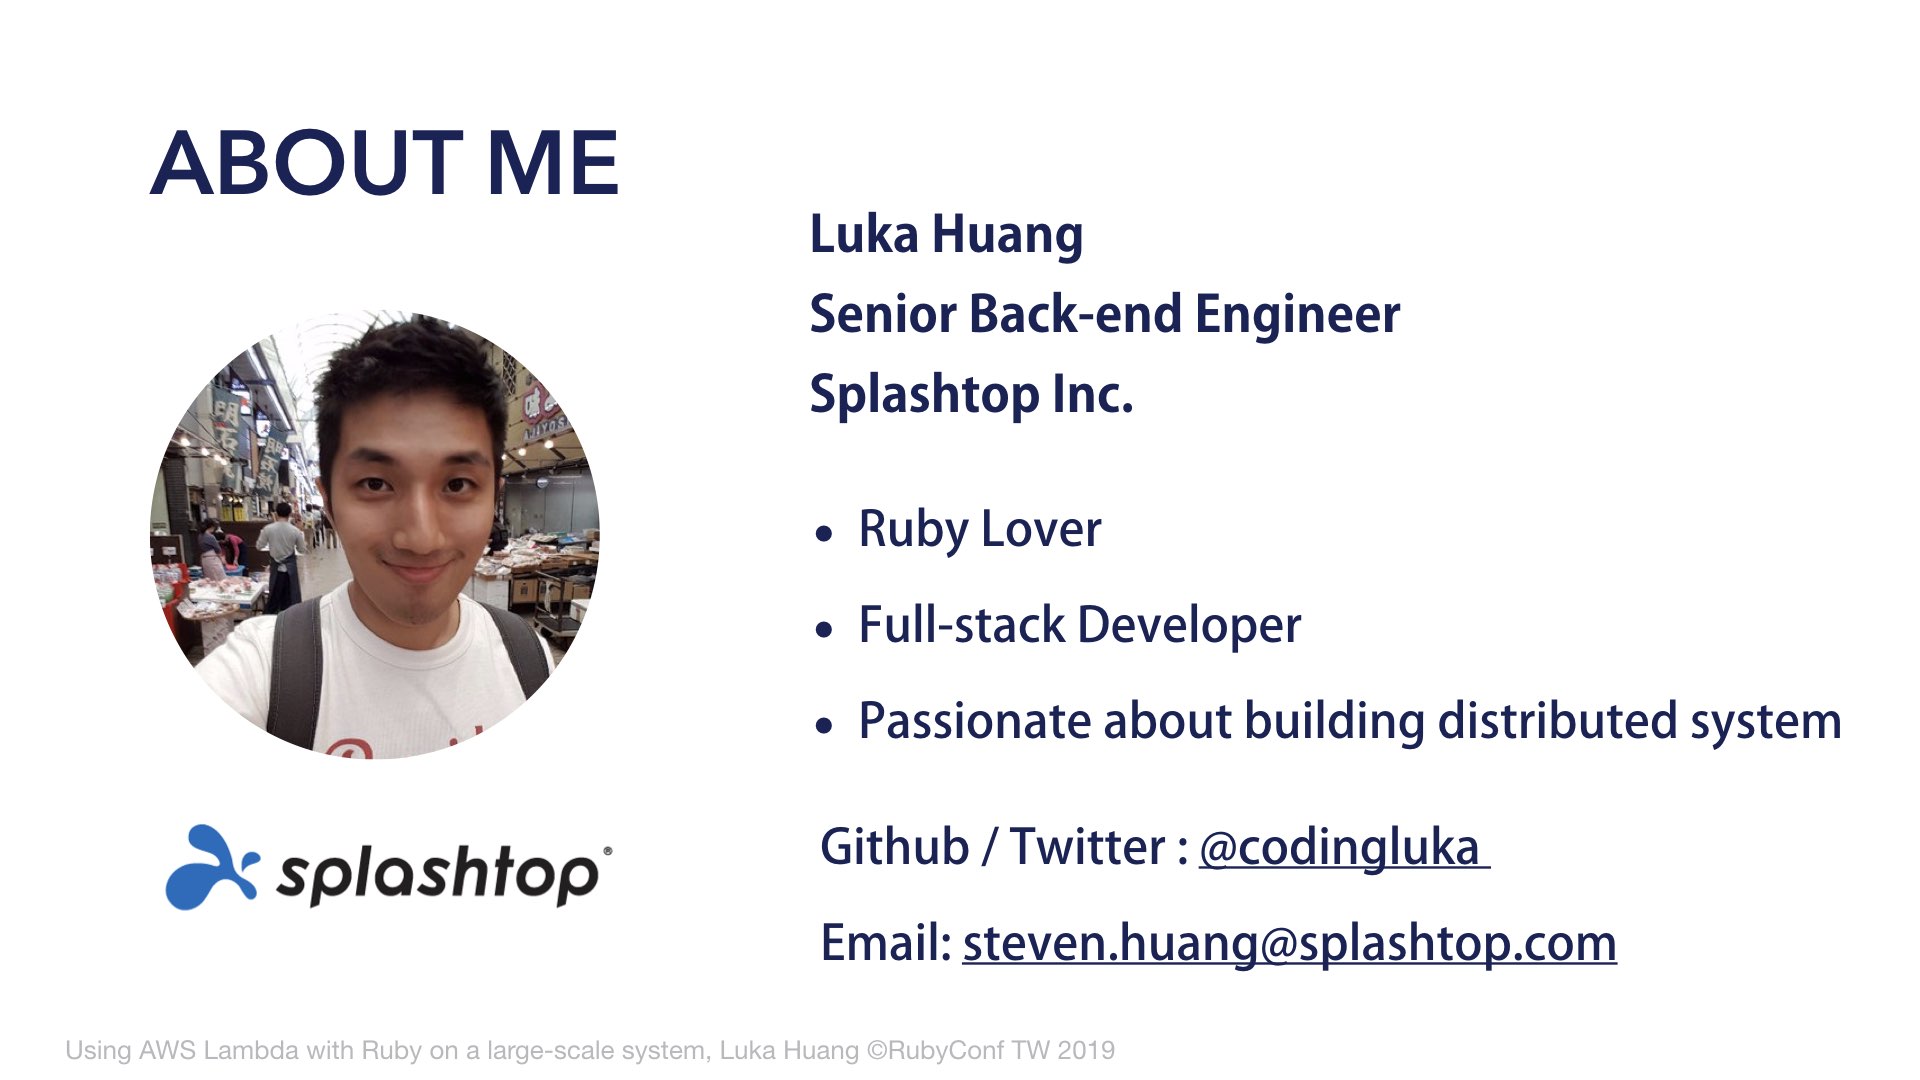 ABOUT ME
Luka Huang
Senior Back-end Engineer
Splashtop Inc.
• Ruby Lover
• Full-stack Developer
• Passionate about building distributed system
Github / Twitter : @codingluka
Email: steven.huang@splashtop.com
splashtop®
Using AWS Lambda with Ruby on a large-scale system, Luka Huang ©RubyConf TW 2019